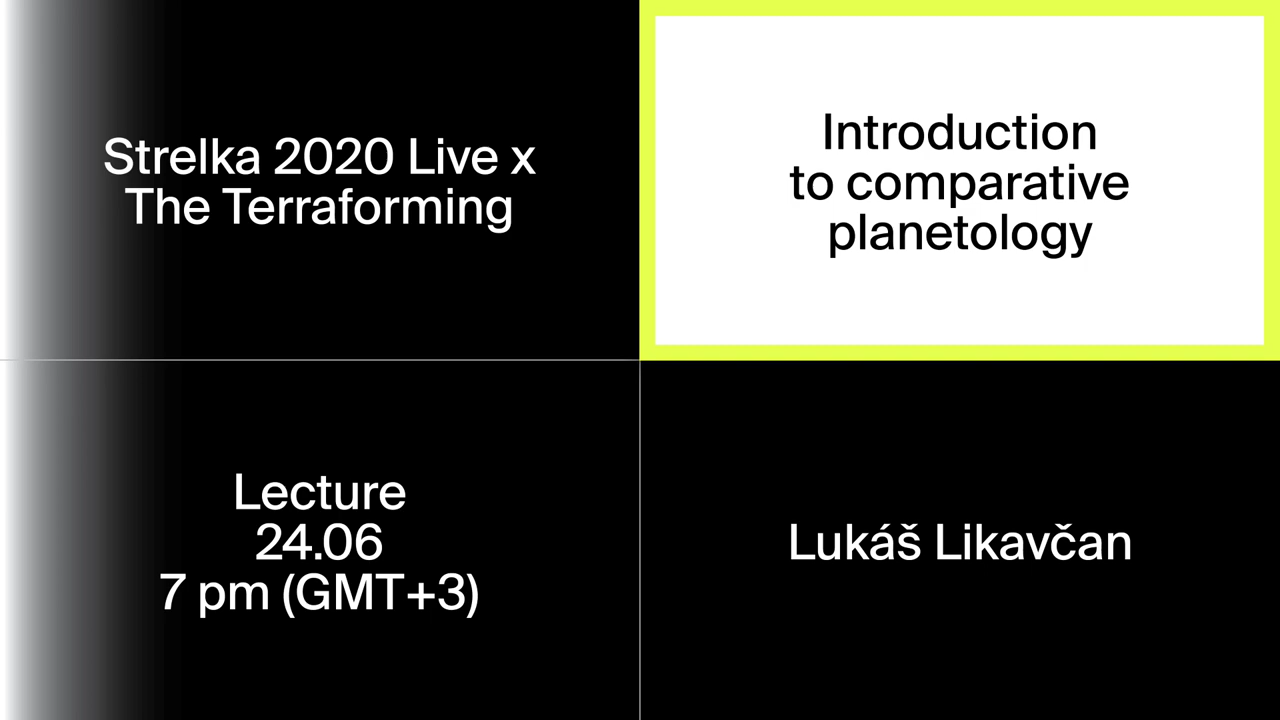 Strelka 2020 Live x
The Terraforming
Introduction
to comparative
planetology
Lecture
24.06
7 pm (GMT+3)
Lukáš Likavčan